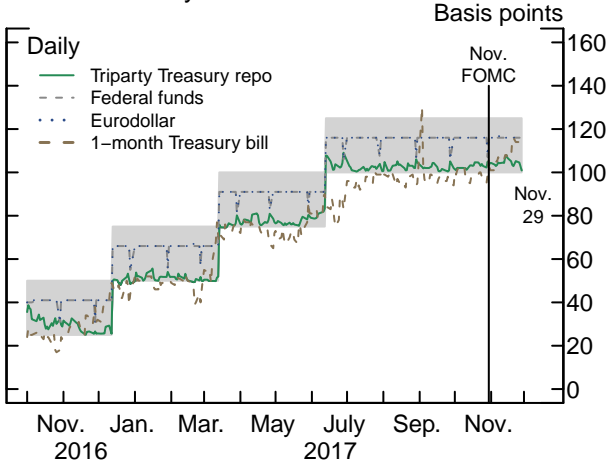 Basis points
Daily
Triparty Treasury repo
Federal funds
Eurodollar
1−month Treasury bill
Nov.
FOMC
Nov.
29
160
140
120
100
80
60
40
20
0
Nov. Jan. Mar. May July Sep. Nov.
2016 2017